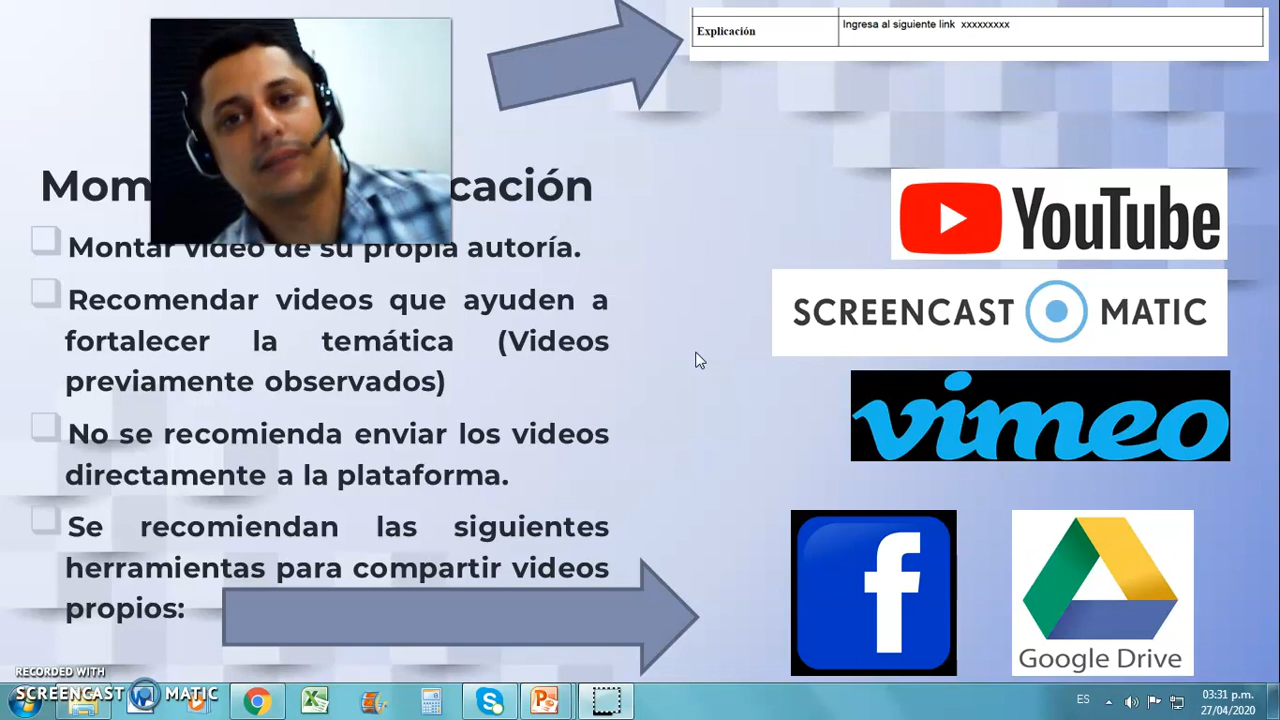 Explicación
Ingresa al siguiente link xxxxxxxxx
Mom cación
Montar video de su propia autoría.
Recomendar videos que ayuden a
fortalecer la temática (Videos
previamente observados)
No se recomienda enviar los videos
directamente a la plataforma.
Se recomiendan las siguientes
herramientas para compartir videos
propios:
YouTube
SCREENCAST MATIC
vimeo
f
Google Drive
RECORDED WITH
SCREENCAST MATIC
ES
03:31 p.m.
27/04/2020